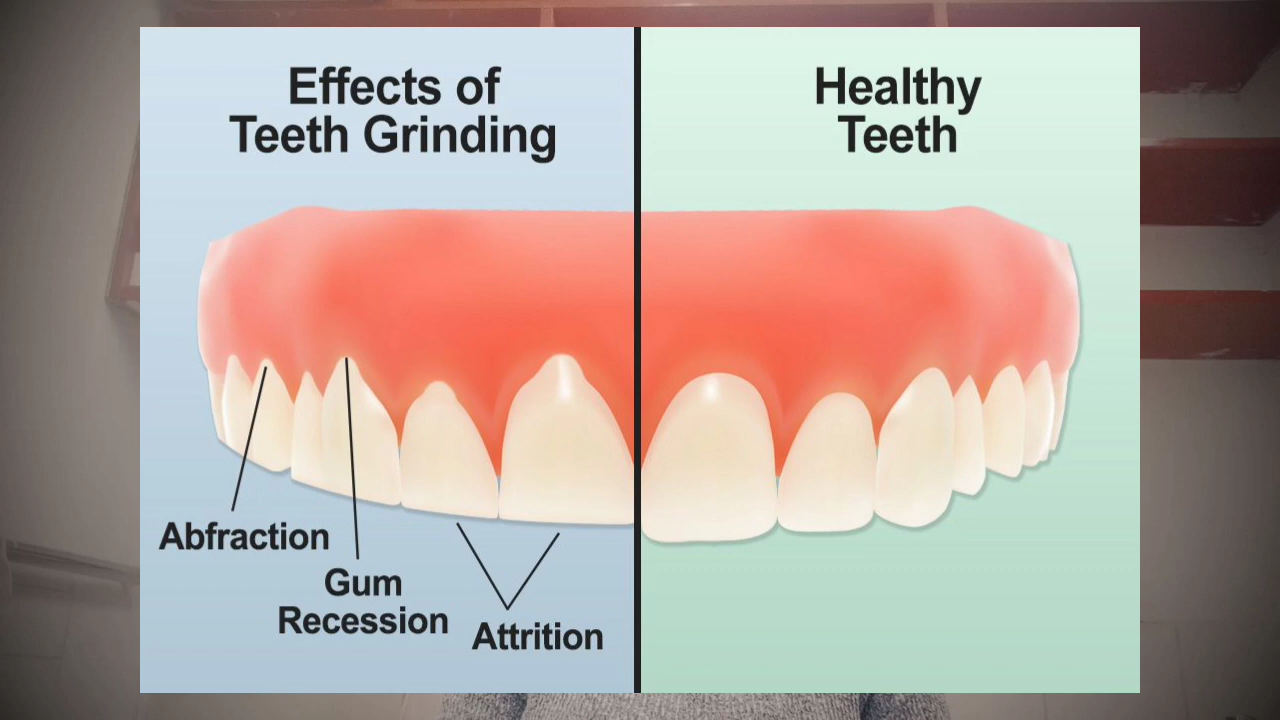 Effects of
Teeth Grinding
Healthy
Teeth
Abfraction
Gum
Recession
Attrition